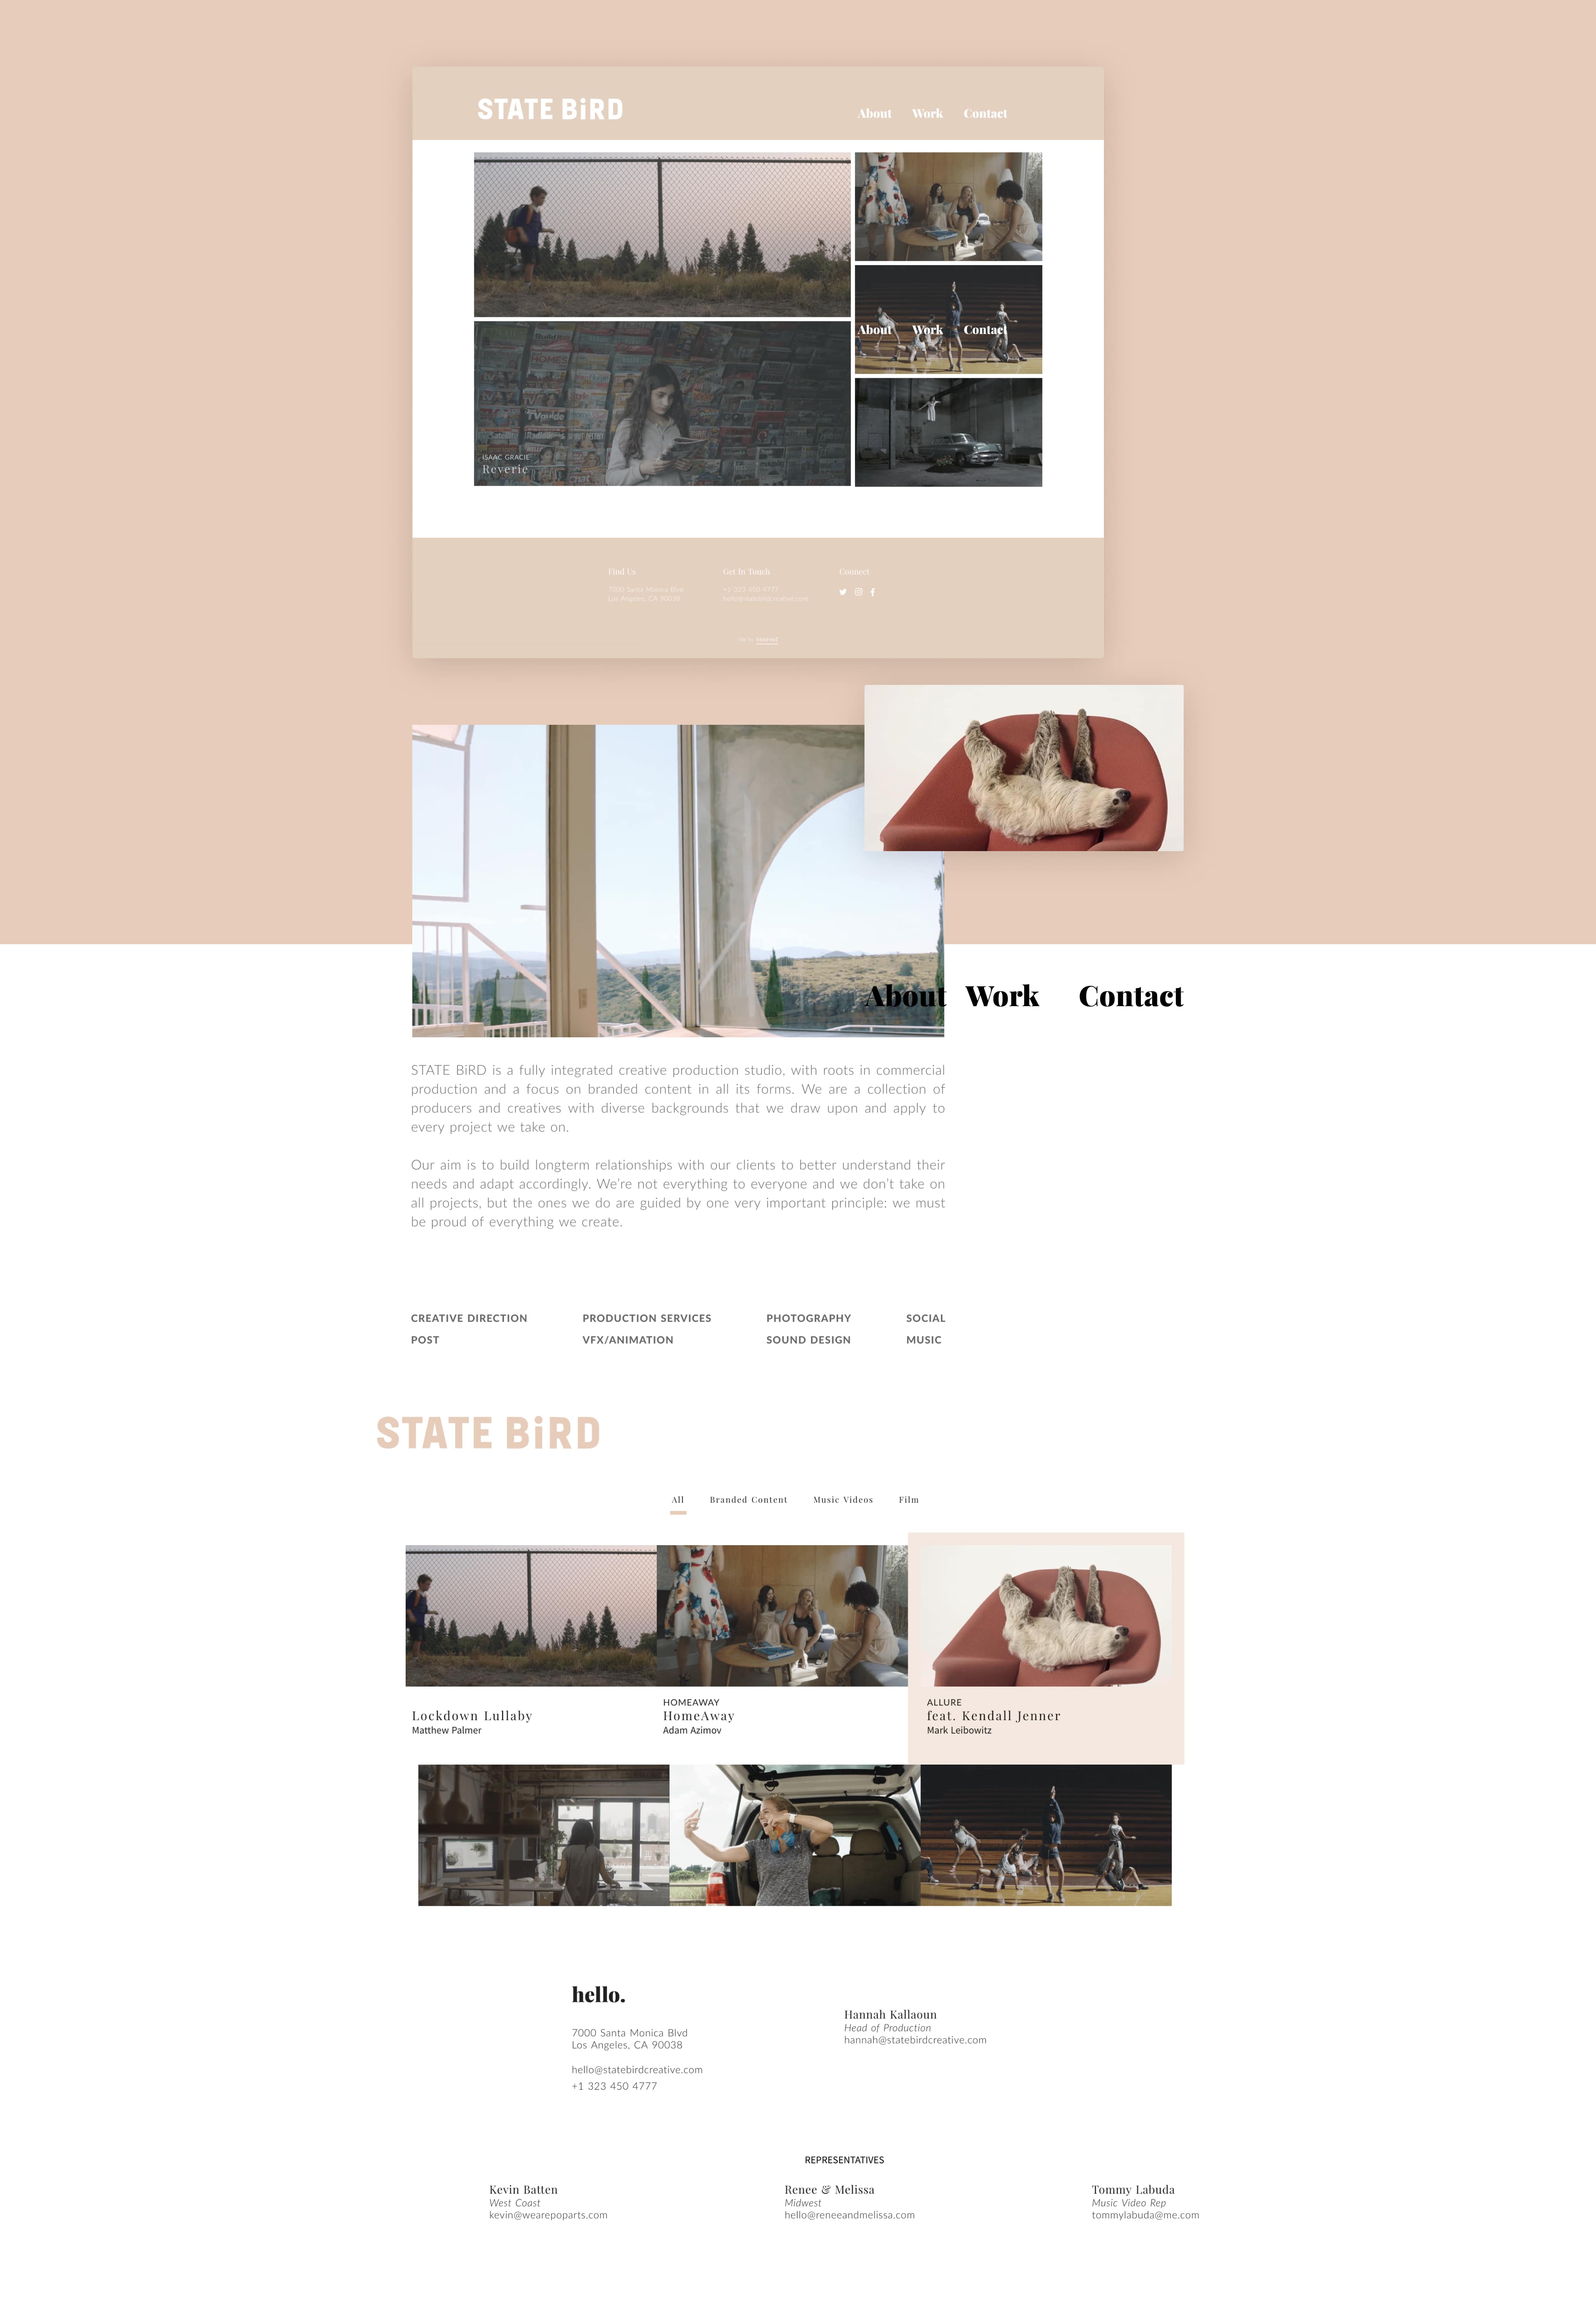 STATE BiRD
About Work Contact
About Work Contact
HOMES
TVguide
Radio
ISAAC GRACIE
Reverie
Find Us
Get In Touch
Connect
7000 Santa Monica Blvd
+1 323 450 4777
Los Angeles, CA 90038
hello@statebirdcreative.com
About Work Contact
STATE BiRD is a fully integrated creative production studio, with roots in commercial
production and a focus on branded content in all its forms. We are a collection of
producers and creatives with diverse backgrounds that we draw upon and apply to
every project we take on.
Our aim is to build longterm relationships with our clients to better understand their
needs and adapt accordingly. We're not everything to everyone and we don't take on
all projects, but the ones we do are guided by one very important principle: we must
be proud of everything we create.
CREATIVE DIRECTION PRODUCTION SERVICES PHOTOGRAPHY SOCIAL
POST VFX/ANIMATION SOUND DESIGN MUSIC
STATE BiRD
All Branded Content Music Videos Film
Lockdown Lullaby
Matthew Palmer
HOMEAWAY
HomeAway
Adam Azimov
ALLURE
feat. Kendall Jenner
Mark Leibowitz
hello.
7000 Santa Monica Blvd
Los Angeles, CA 90038
hello@statebirdcreative.com
+1 323 450 4777
Hannah Kallaoun
Head of Production
hannah@statebirdcreative.com
REPRESENTATIVES
Kevin Batten
West Coast
kevin@wearepoparts.com
Renee & Melissa
Midwest
hello@reneeandmelissa.com
Tommy Labuda
Music Video Rep
tommylabuda@me.com